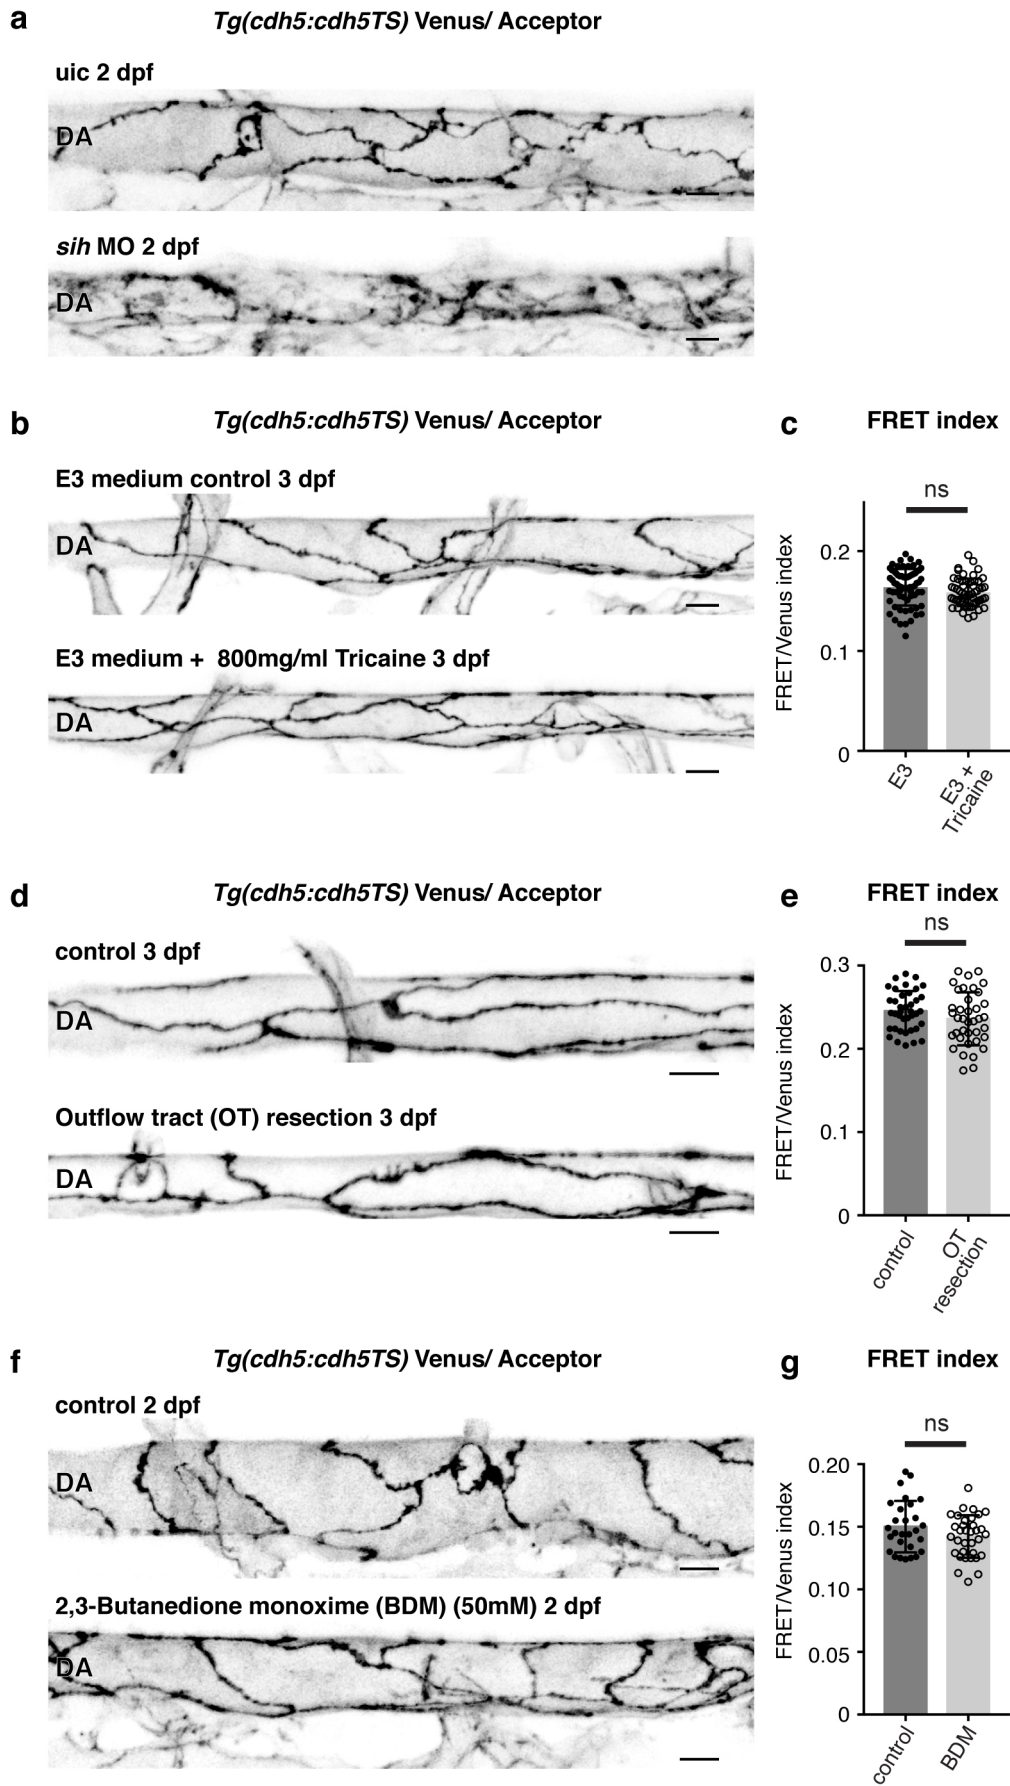 a
Tg(cdh5:cdh5TS) Venus/ Acceptor
uic 2 dpf
DA
sih MO 2 dpf
DA
b
Tg(cdh5:cdh5TS) Venus/ Acceptor
E3 medium control 3 dpf
DA
E3 medium + 800mg/ml Tricaine 3 dpf
DA
c
FRET index
ns
FRET/Venus index
0.2
0.1
0
E3
E3 +
Tricaine
d
Tg(cdh5:cdh5TS) Venus/ Acceptor
control 3 dpf
DA
Outflow tract (OT) resection 3 dpf
DA
e
FRET index
ns
FRET/Venus index
0.3
0.2
0.1
0
control
OT
resection
f
Tg(cdh5:cdh5TS) Venus/ Acceptor
control 2 dpf
DA
2,3-Butanedione monoxime (BDM) (50mM) 2 dpf
DA
g
FRET index
ns
FRET/Venus index
0.20
0.15
0.10
0.05
0
control
BDM